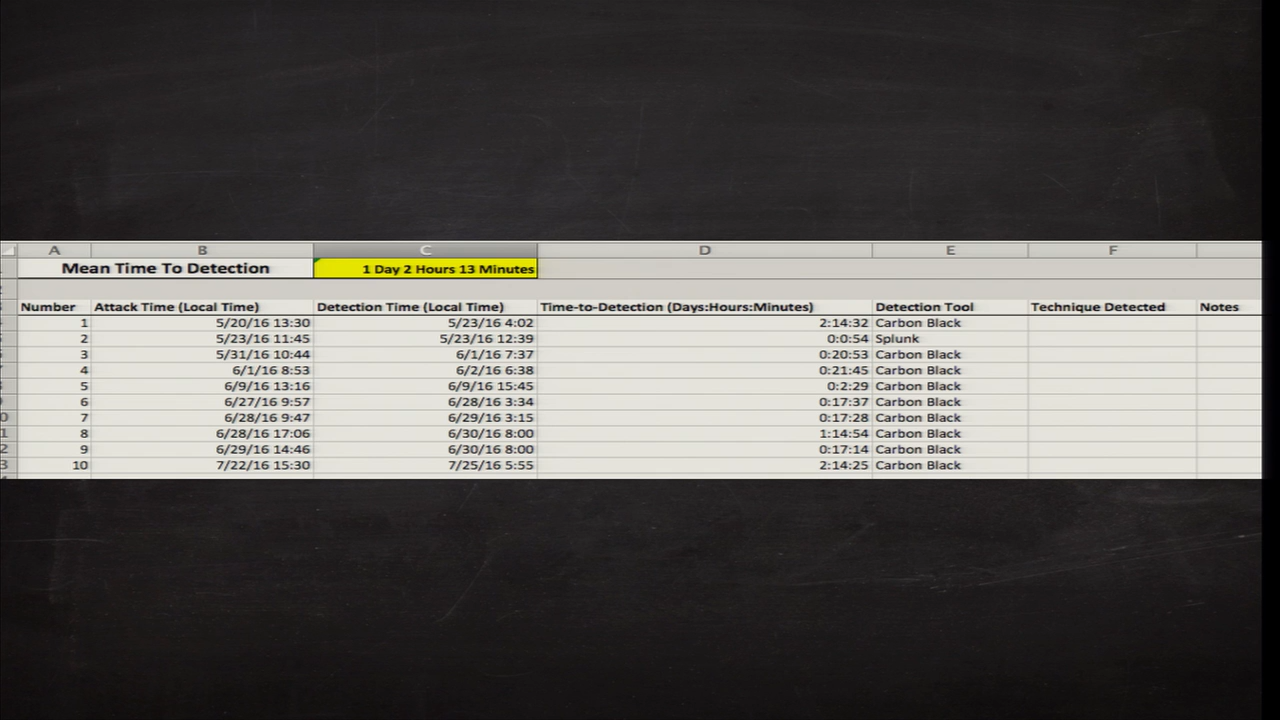 A B C D E F
Mean Time To Detection 1 Day 2 Hours 13 Minutes
Number Attack Time (Local Time) Detection Time (Local Time) Time-to-Detection (Days:Hours:Minutes) Detection Tool Technique Detected Notes
1 5/20/16 13:30 5/23/16 4:02 2:14:32 Carbon Black
2 5/23/16 11:45 5/23/16 12:39 0:0:54 Splunk
3 5/31/16 10:44 6/1/16 7:37 0:20:53 Carbon Black
4 6/1/16 8:53 6/2/16 6:38 0:21:45 Carbon Black
5 6/9/16 13:16 6/9/16 15:45 0:2:29 Carbon Black
6 6/27/16 9:57 6/28/16 3:34 0:17:37 Carbon Black
0 7 6/28/16 9:47 6/29/16 3:15 0:17:28 Carbon Black
1 8 6/28/16 17:06 6/30/16 8:00 1:14:54 Carbon Black
2 9 6/29/16 14:46 6/30/16 8:00 0:17:14 Carbon Black
3 10 7/22/16 15:30 7/25/16 5:55 2:14:25 Carbon Black